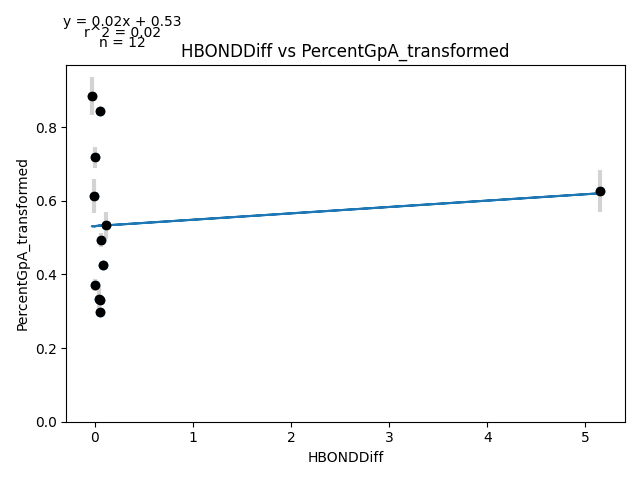 y = 0.02x + 0.53
r^2 = 0.02
n = 12
HBONDDiff vs PercentGpA_transformed
PercentGpA_transformed
0.8
0.6
0.4
0.2
0.0
0 1 2 3 4 5
HBONDDiff